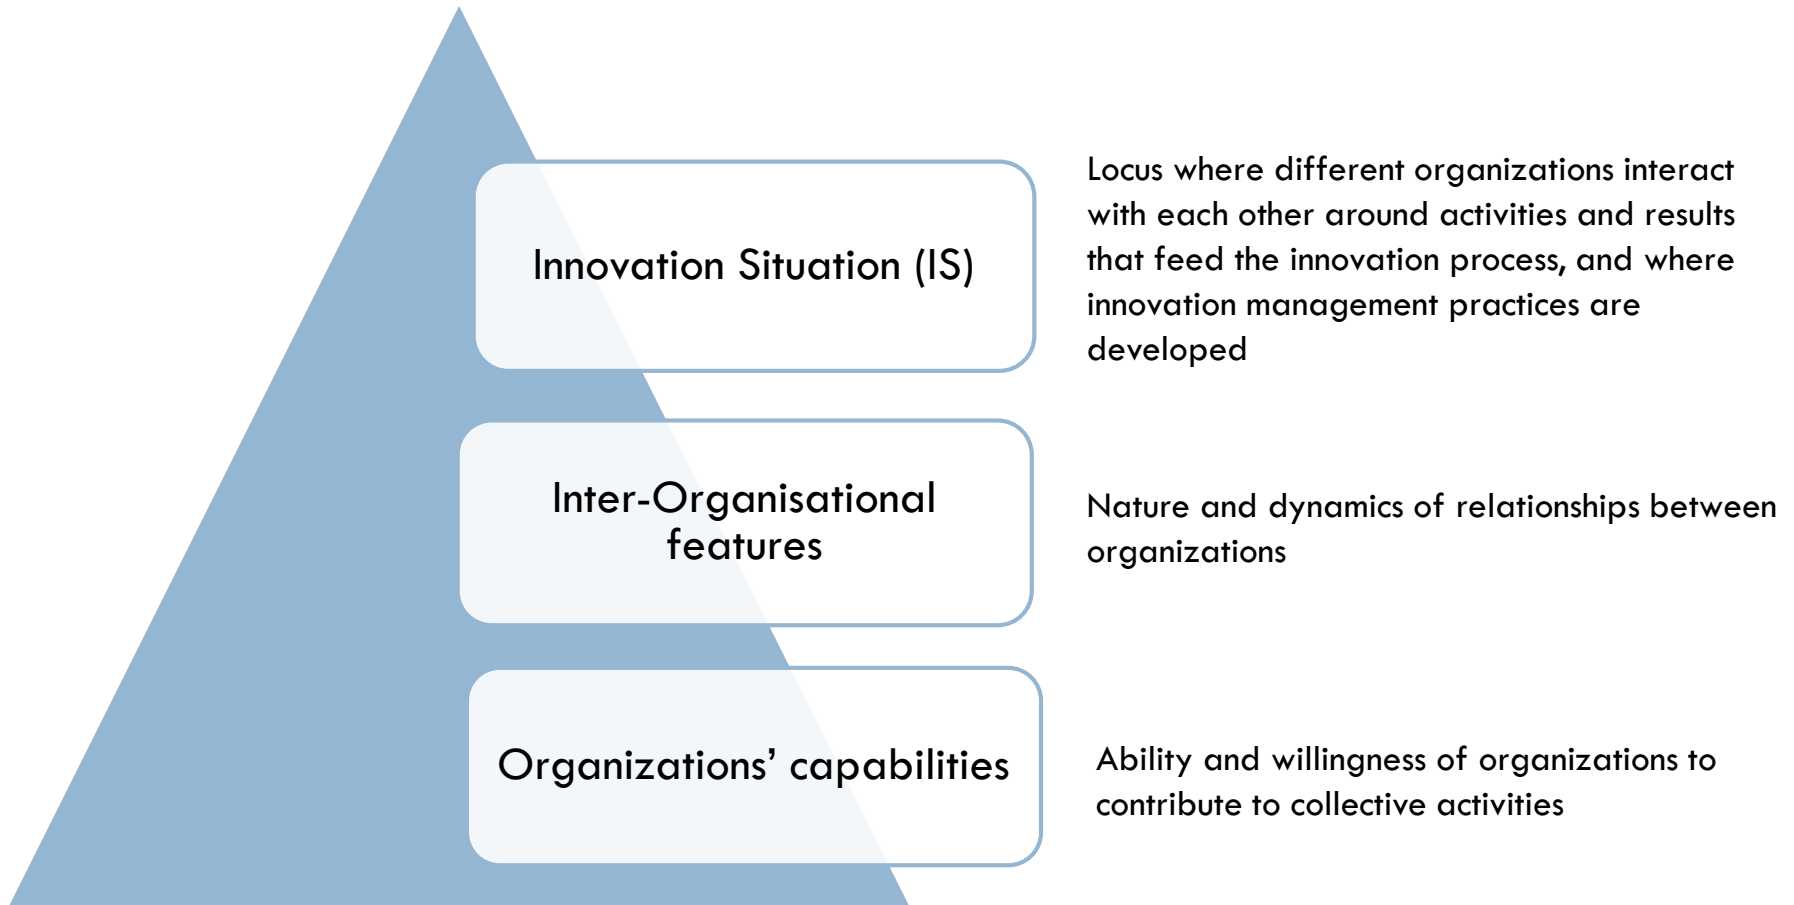 Innovation Situation (IS)
Locus where different organizations interact
with each other around activities and results
that feed the innovation process, and where
innovation management practices are
developed
Inter-Organisational
features
Nature and dynamics of relationships between
organizations
Organizations’ capabilities
Ability and willingness of organizations to
contribute to collective activities